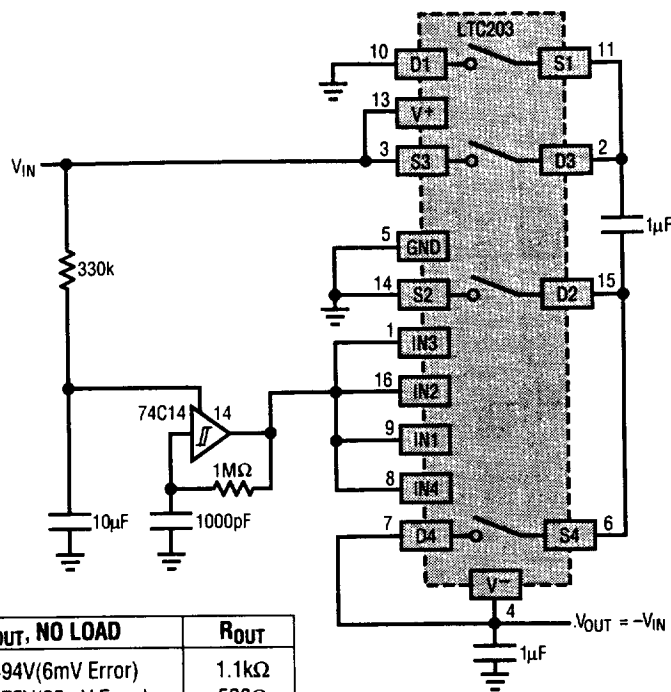 LTC203
10 D1 S1 11
13 V+
VIN 3 S3 D3 2
1µF
330k
5 GND
14 S2 D2 15
1 IN3
74C14 14 16 IN2
9 IN1
1MΩ
8 IN4
10µF 1000pF 7 D4 S4 6
V−
4
.VOUT = −VIN
1µF
OUT, NO LOAD ROUT
94V(6mV Error) 1.1kΩ